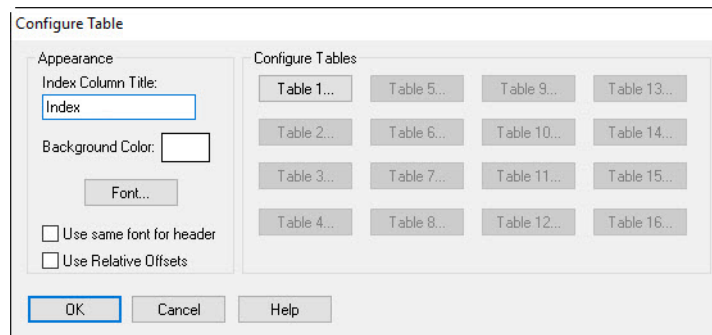 Configure Table
Appearance
Index Column Title:
Index
Background Color:
Font...
Use same font for header
Use Relative Offsets
Configure Tables
Table 1... Table 5... Table 9... Table 13...
Table 2... Table 6... Table 10... Table 14...
Table 3... Table 7... Table 11... Table 15...
Table 4... Table 8... Table 12... Table 16...
OK Cancel Help